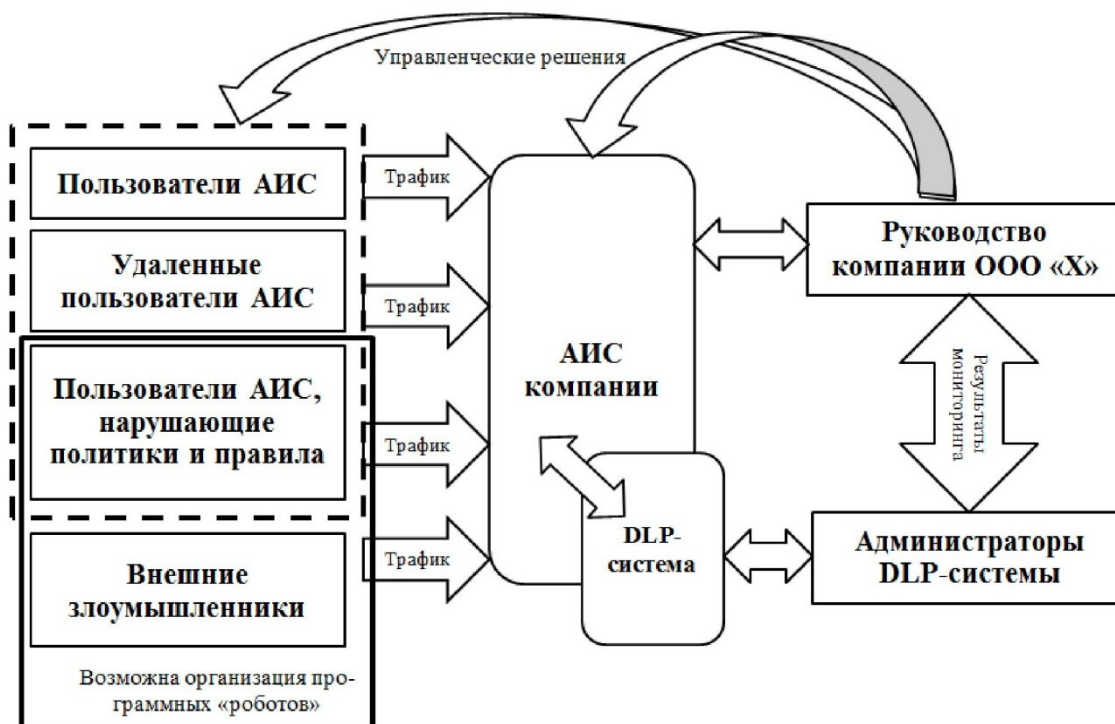 Управленческие решения
Пользователи АИС
Трафик
Удаленные
пользователи АИС
Трафик
Пользователи АИС,
нарушающие
политики и правила
Трафик
Внешние
злоумышленники
Трафик
Возможна организация про-
граммных «роботов»
АИС
компании
DLP-
система
Руководство
компании ООО «Х»
Результаты
мониторинга
Администраторы
DLP-системы